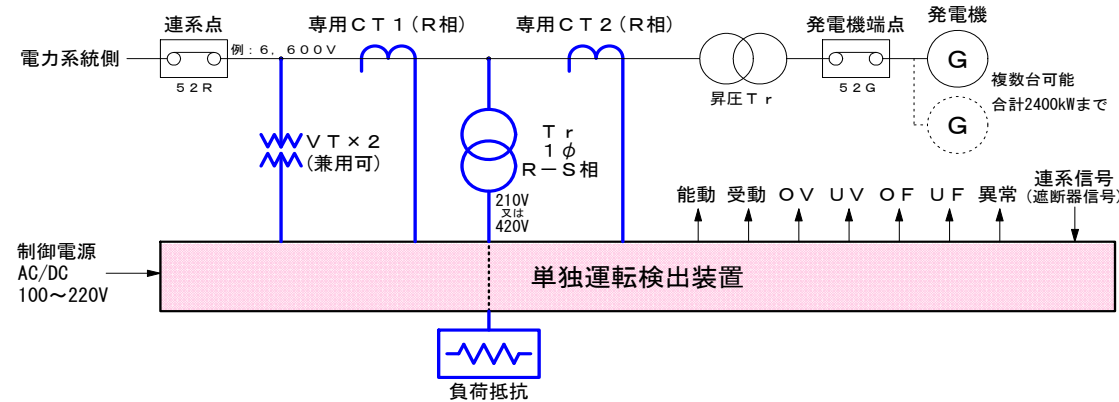 連系点
専用CT1(R相)
専用CT2(R相)
発電機端点
発電機
電力系統側
例:6,600V
52R
昇圧Tr
52G
G
複数台可能
合計2400kWまで
G
VT×2
(兼用可)
Tr
1φ
R-S相
210V
又は
420V
能動 受動 OV UV OF UF 異常
連系信号
(遮断器信号)
制御電源
AC/DC
100~220V
単独運転検出装置
負荷抵抗